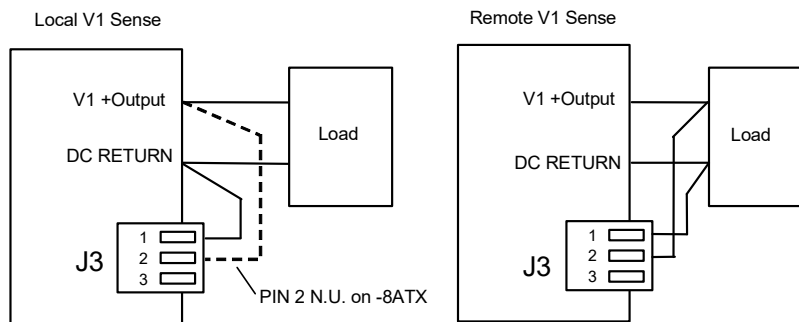 Local V1 Sense
V1 +Output
DC RETURN
Load
J3
1
2
3
PIN 2 N.U. on -8ATX
Remote V1 Sense
V1 +Output
DC RETURN
Load
J3
1
2
3